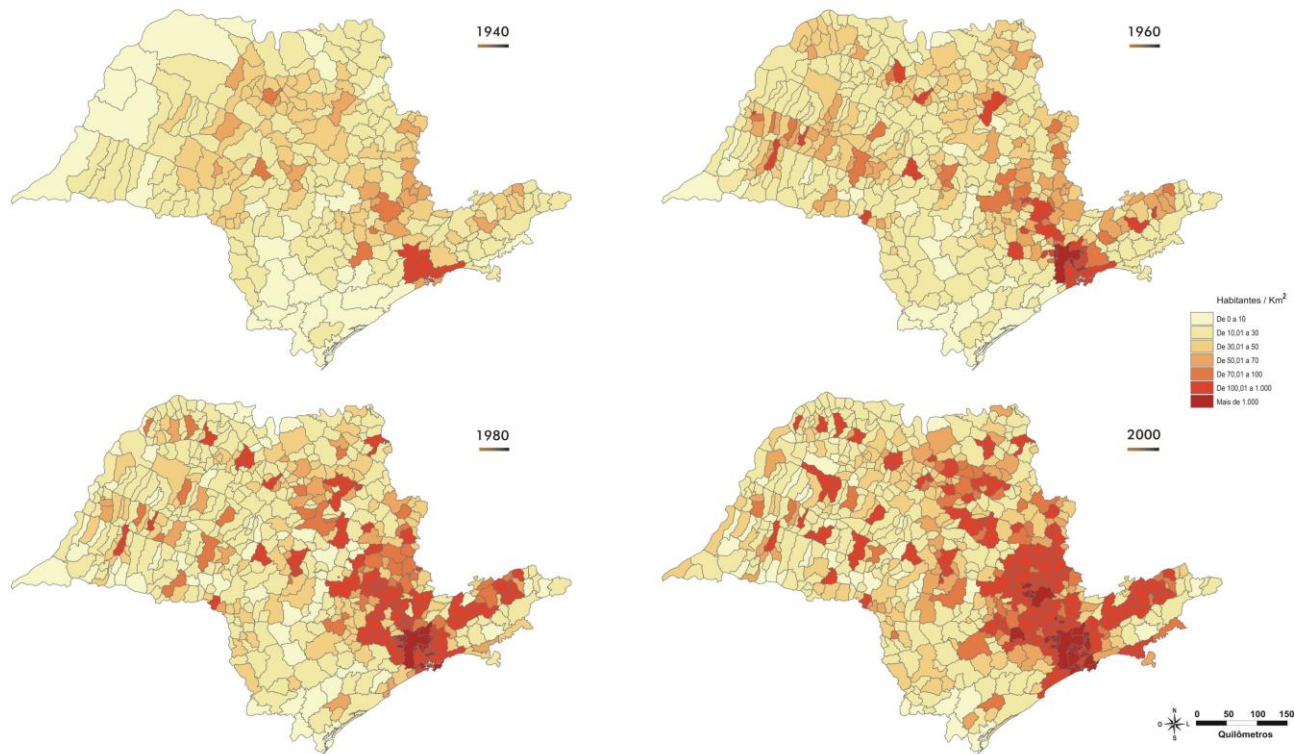 1940
1960
Habitantes / Km²
De 0 a 10
De 10,01 a 30
De 30,01 a 50
De 50,01 a 70
De 70,01 a 100
De 100,01 a 1.000
Mais de 1.000
1980
2000
N
O L
S
0 50 100 150
Quilômetros